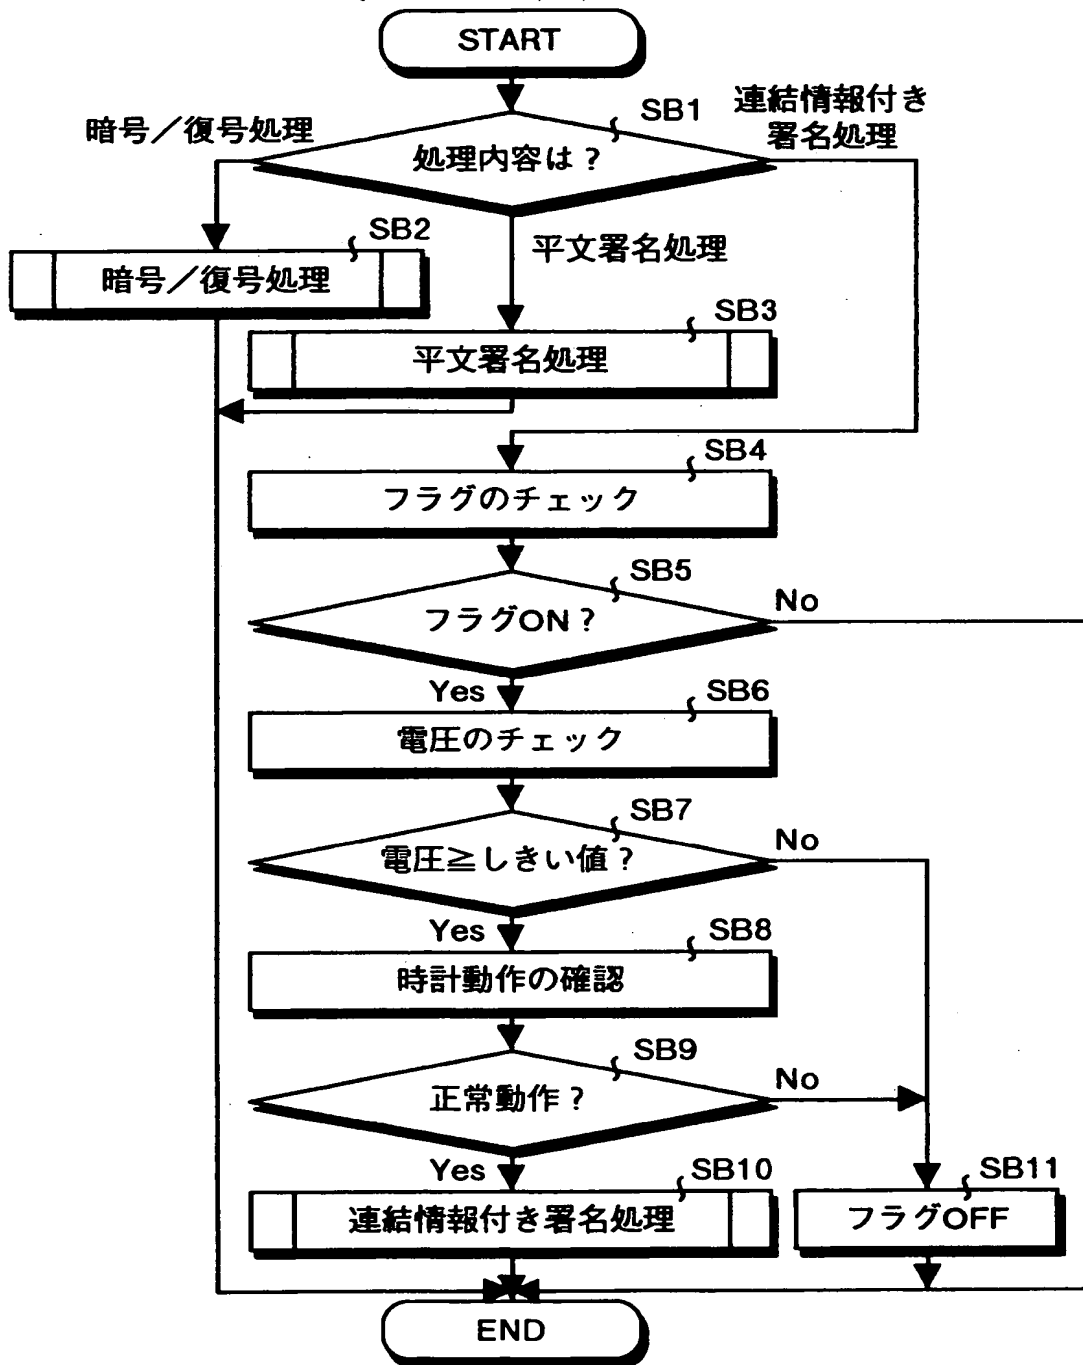 START
SB1
連結情報付き
署名処理
暗号／復号処理
処理内容は？
SB2
平文署名処理
暗号／復号処理
SB3
平文署名処理
SB4
フラグのチェック
SB5
フラグON？
No
Yes
SB6
電圧のチェック
SB7
電圧≧しきい値？
No
Yes
SB8
時計動作の確認
SB9
正常動作？
No
Yes
SB10
SB11
連結情報付き署名処理
フラグOFF
END